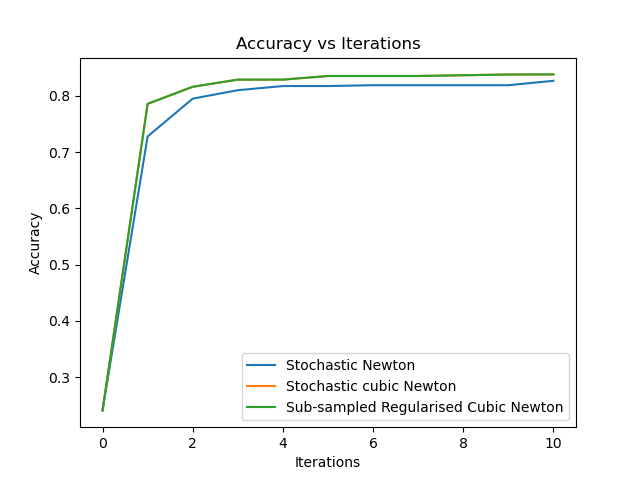 Accuracy vs Iterations
Accuracy
0.8
0.7
0.6
0.5
0.4
0.3
Stochastic Newton
Stochastic cubic Newton
Sub-sampled Regularised Cubic Newton
0 2 4 6 8 10
Iterations